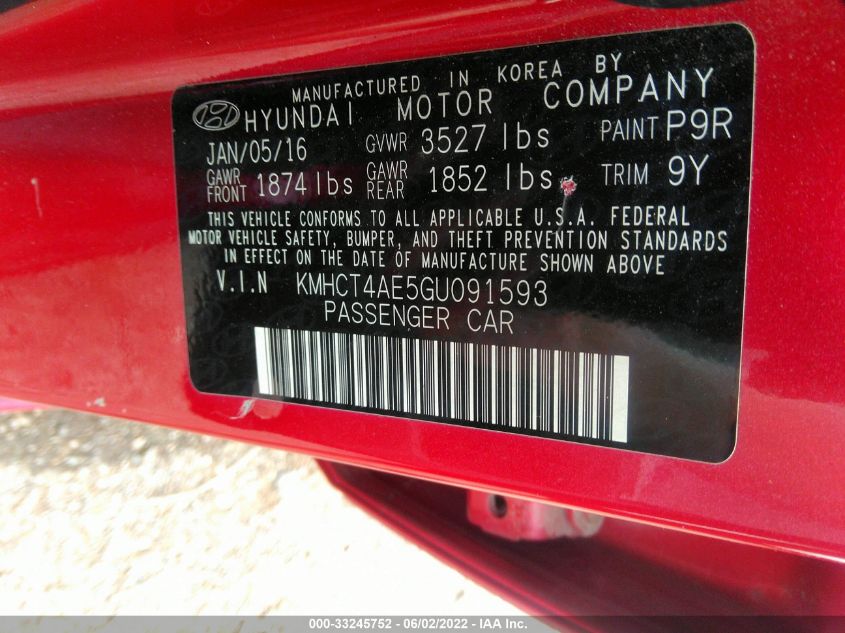 MANUFACTURED IN KOREA BY
HYUNDAI MOTOR COMPANY
JAN/05/16 GVWR 3527 lbs PAINT P9R
GAWR FRONT 1874 lbs GAWR REAR 1852 lbs TRIM 9Y
THIS VEHICLE CONFORMS TO ALL APPLICABLE U.S.A. FEDERAL
MOTOR VEHICLE SAFETY, BUMPER, AND THEFT PREVENTION STANDARDS
IN EFFECT ON THE DATE OF MANUFACTURE SHOWN ABOVE
V.I.N KMHCT4AE5GU091593
PASSENGER CAR
000-33245752 - 06/02/2022 - IAA Inc.